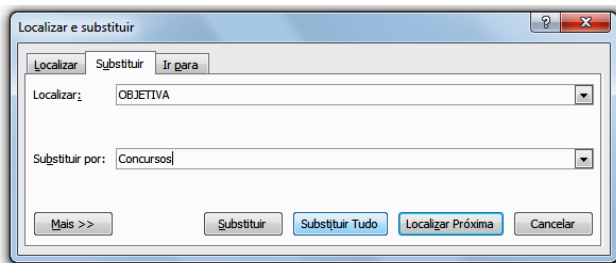 Localizar e substituir
Localizar Substituir Ir para
Localizar: OBJETIVA
Substituir por: Concursos
Mais >> Substituir Substituir Tudo Localizar Próxima Cancelar